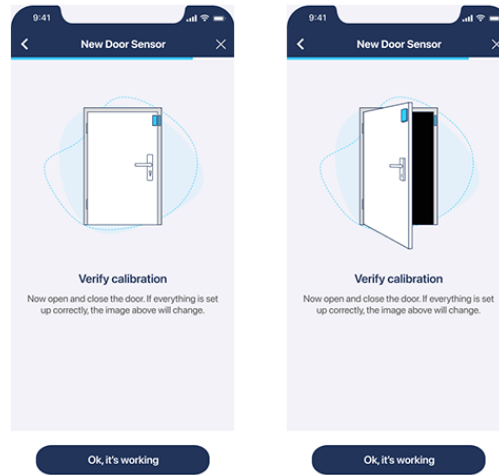 9:41
New Door Sensor
Verify calibration
Now open and close the door. If everything is set
up correctly, the image above will change.
Ok, it's working
9:41
New Door Sensor
Verify calibration
Now open and close the door. If everything is set
up correctly, the image above will change.
Ok, it's working